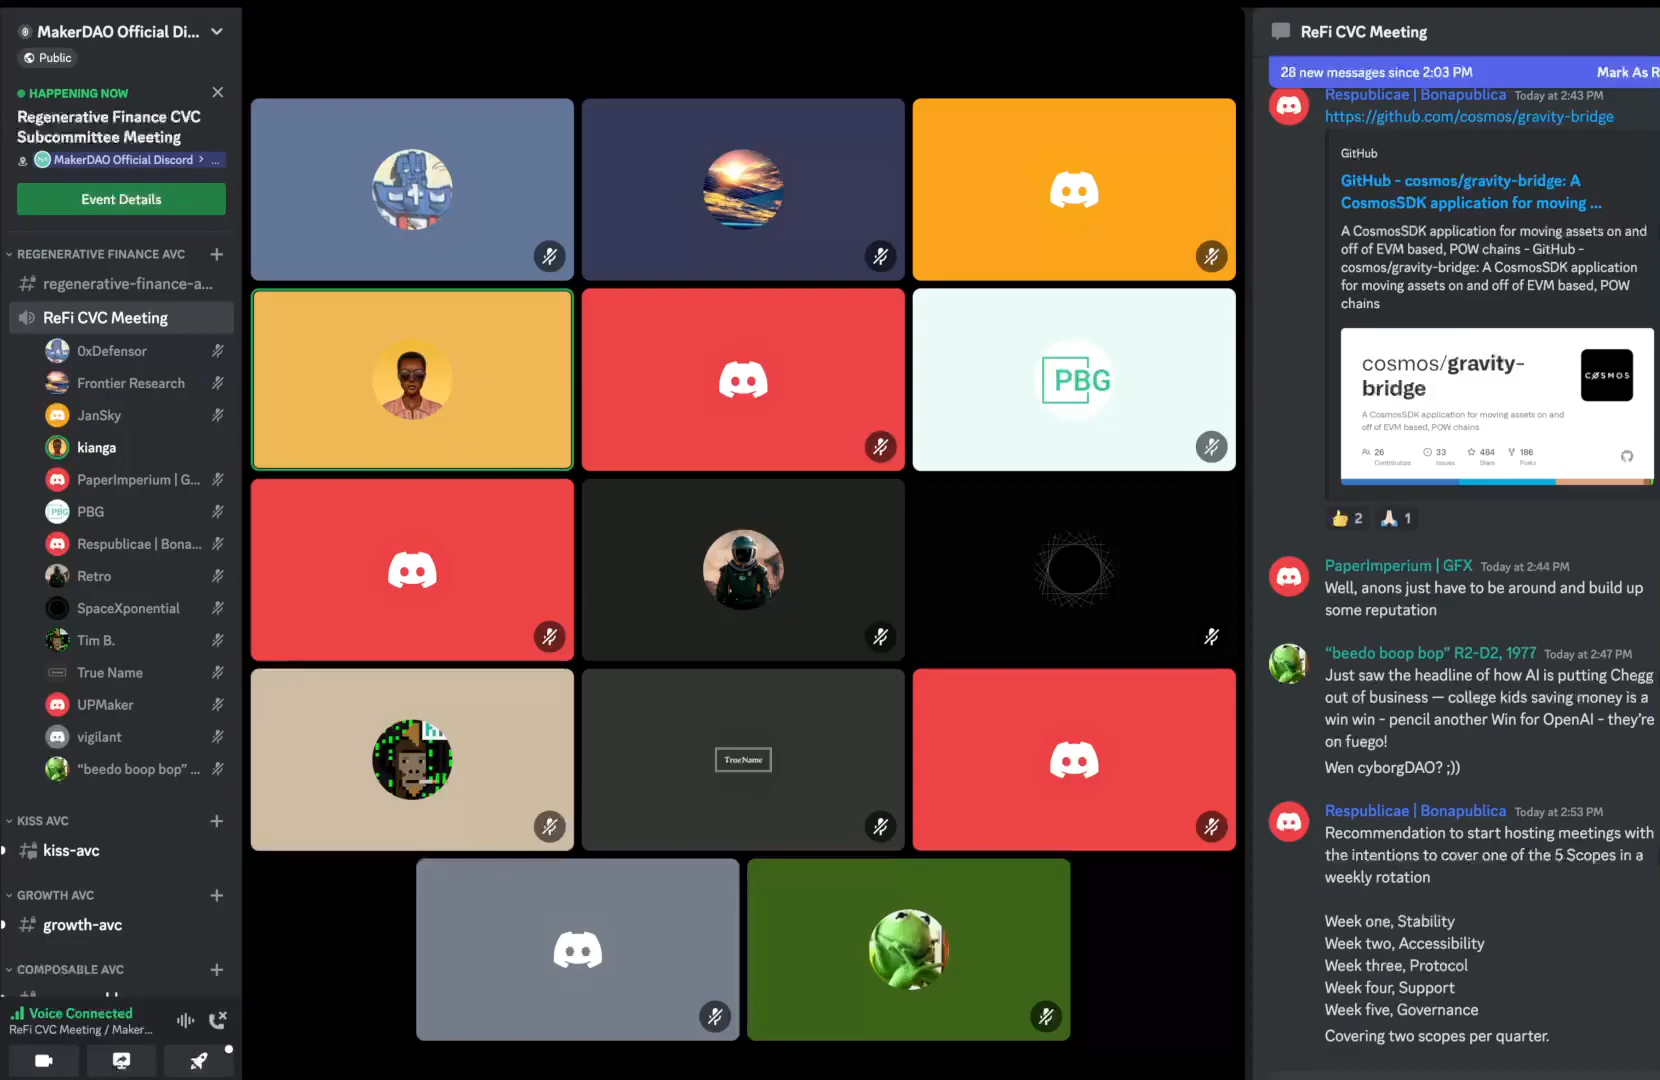 MakerDAO Official Di...
Public
HAPPENING NOW
Regenerative Finance CVC
Subcommittee Meeting
MakerDAO Official Discord > ...
Event Details
REGENERATIVE FINANCE AVC
regenerative-finance-a...
ReFi CVC Meeting
0xDefensor
Frontier Research
JanSky
kianga
PaperImperium | G...
PBG
PBG
Respublicae | Bona...
Retro
SpaceXponential
Tim B.
True Name
UPMaker
vigilant
“beedo boop bop” ...
KISS AVC
kiss-avc
GROWTH AVC
growth-avc
COMPOSABLE AVC
Voice Connected
ReFi CVC Meeting / Maker...
PBG
TrueName
ReFi CVC Meeting
28 new messages since 2:03 PM
Mark As R
Respublicae | Bonapublica Today at 2:43 PM
https://github.com/cosmos/gravity-bridge
GitHub
GitHub - cosmos/gravity-bridge: A
CosmosSDK application for moving ...
A CosmosSDK application for moving assets on and
off of EVM based, POW chains - GitHub -
cosmos/gravity-bridge: A CosmosSDK application
for moving assets on and off of EVM based, POW
chains
cosmos/gravity-
bridge
COSMOS
A CosmosSDK application for moving assets on and
off of EVM based, POW chains
26
Contributors
33
Issues
484
Stars
186
Forks
2
1
PaperImperium | GFX Today at 2:44 PM
Well, anons just have to be around and build up
some reputation
“beedo boop bop” R2-D2, 1977 Today at 2:47 PM
Just saw the headline of how AI is putting Chegg
out of business — college kids saving money is a
win win - pencil another Win for OpenAI - they’re
on fuego!
Wen cyborgDAO? ;))
Respublicae | Bonapublica Today at 2:53 PM
Recommendation to start hosting meetings with
the intentions to cover one of the 5 Scopes in a
weekly rotation
Week one, Stability
Week two, Accessibility
Week three, Protocol
Week four, Support
Week five, Governance
Covering two scopes per quarter.